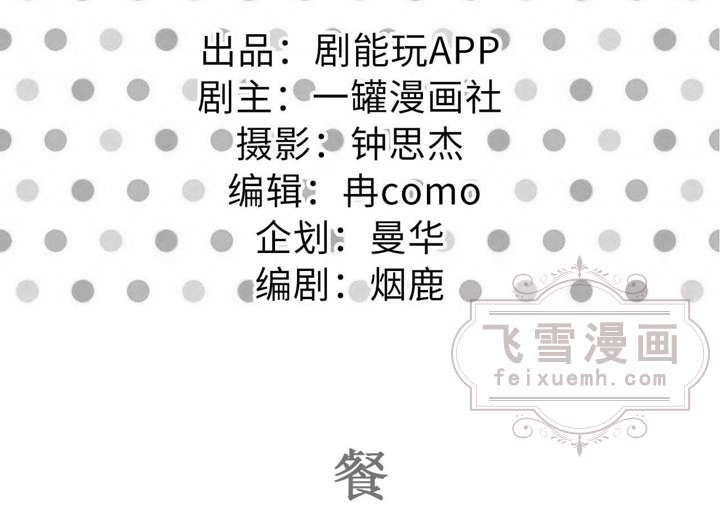 出品：剧能玩APP
剧主：一罐漫画社
摄影：钟思杰
编辑：冉como
企划：曼华
编剧：烟鹿
飞雪漫画
feixuemh.com
餐